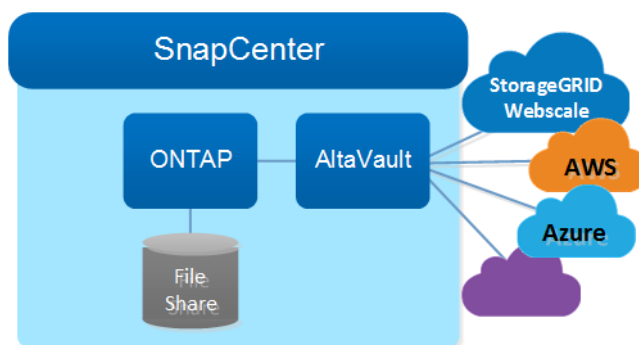 SnapCenter
StorageGRID
Webscale
ONTAP
AltaVault
AWS
Azure
File
Share